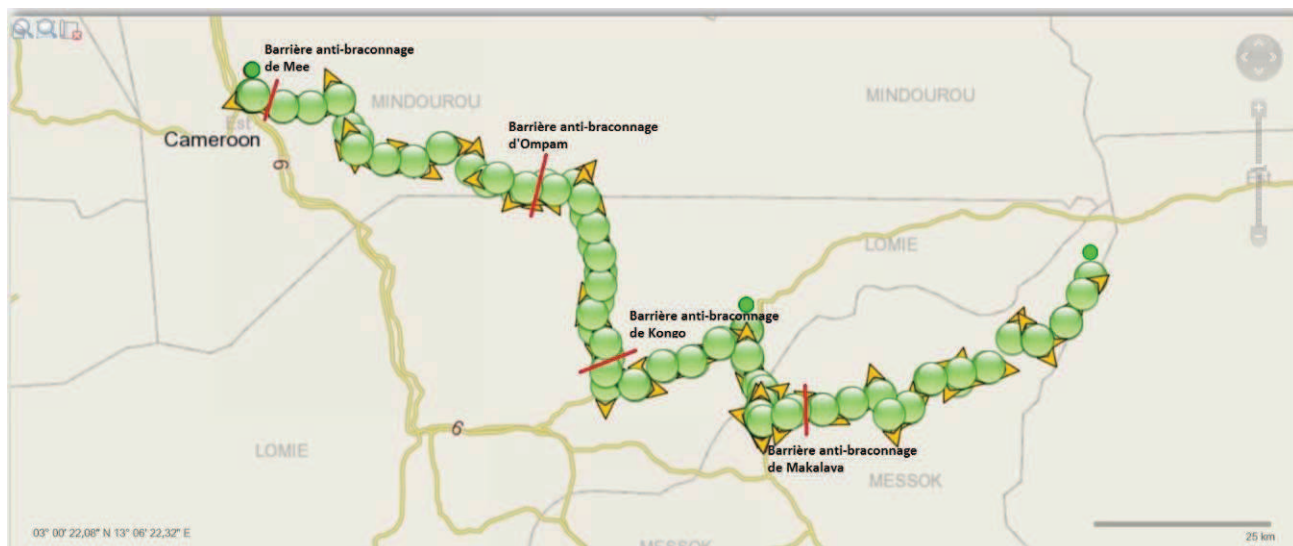 Barrière anti-braconnage
de Mee
MINDOUROU
MINDOUROU
Est
Cameroon
6
Barrière anti-braconnage
d'Ompam
LOMIE
Barrière anti-braconnage
de Kongo
6
LOMIE
Barrière anti-braconnage
de Makalava
MESSOK
MESSOK
03° 00' 22,08" N 13° 06' 22,32" E
25 km